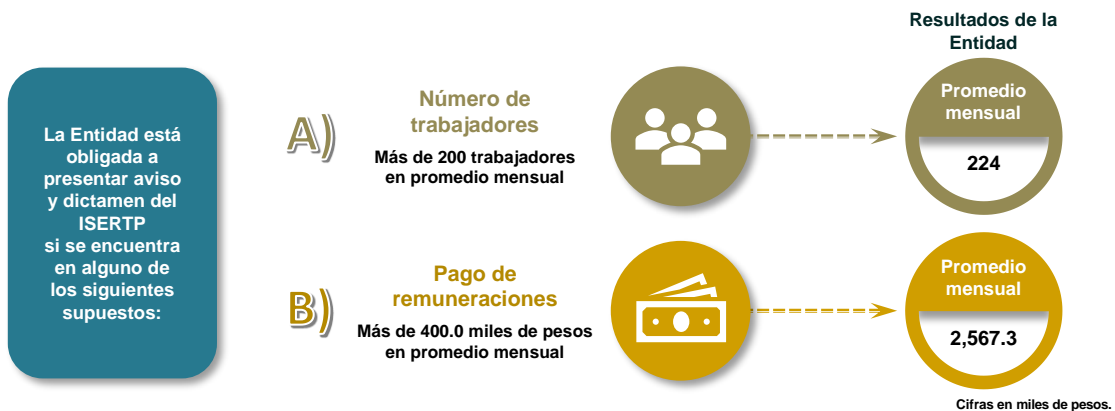 La Entidad está
obligada a
presentar aviso
y dictamen del
ISERTP
si se encuentra
en alguno de
los siguientes
supuestos:
A)
Número de
trabajadores
Más de 200 trabajadores
en promedio mensual
Resultados de la
Entidad
Promedio
mensual
224
B)
Pago de
remuneraciones
Más de 400.0 miles de pesos
en promedio mensual
Promedio
mensual
2,567.3
Cifras en miles de pesos.